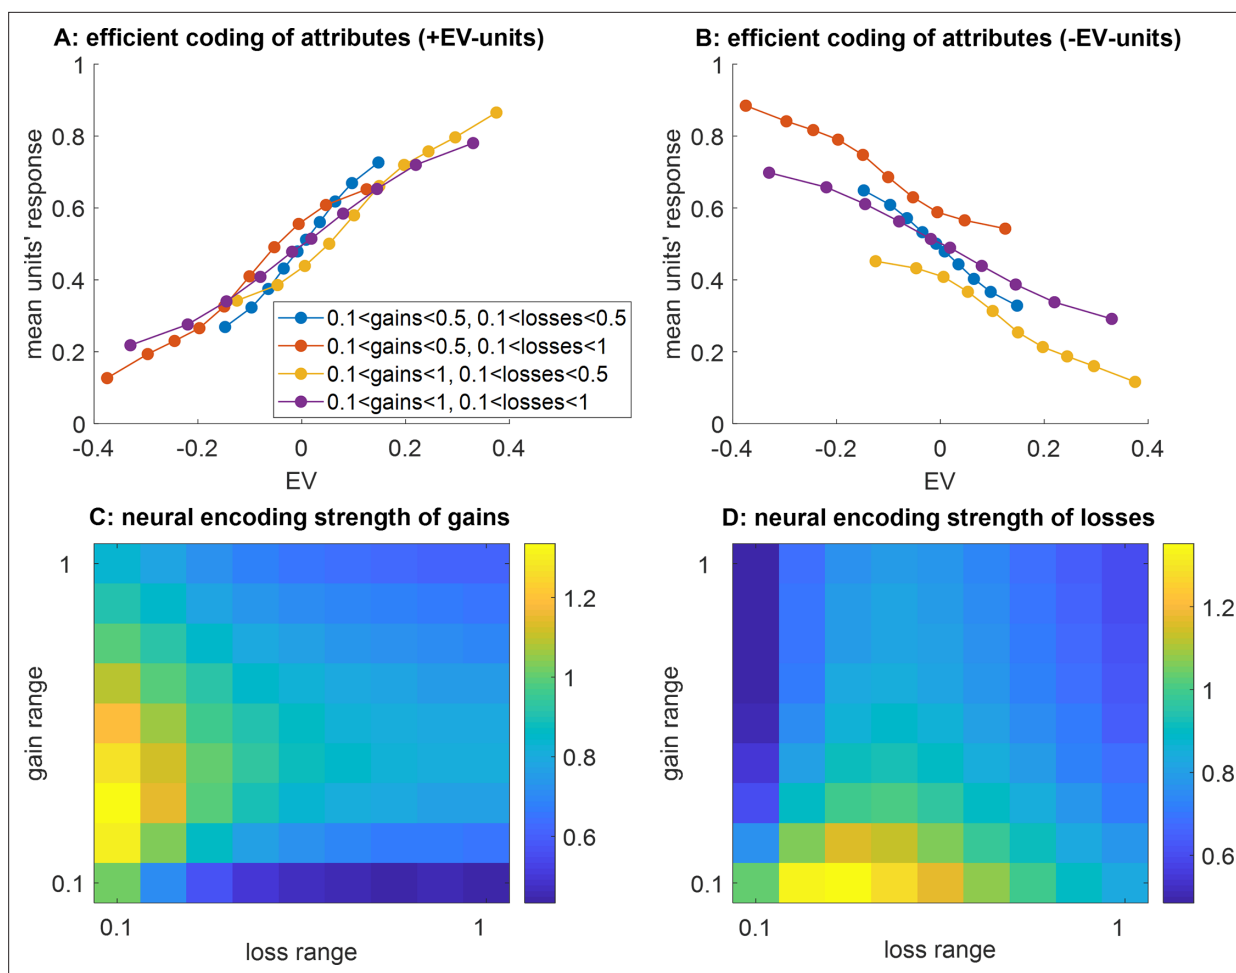 A: efficient coding of attributes (+EV-units)
1
0.8
0.6
0.4
0.2
0
mean units' response
-0.4
-0.2
0
0.2
0.4
EV
0.1<gains<0.5, 0.1<losses<0.5
0.1<gains<0.5, 0.1<losses<1
0.1<gains<1, 0.1<losses<0.5
0.1<gains<1, 0.1<losses<1
B: efficient coding of attributes (-EV-units)
1
0.8
0.6
0.4
0.2
0
mean units' response
-0.4
-0.2
0
0.2
0.4
EV
C: neural encoding strength of gains
1
0.1
gain range
0.1
1
loss range
1.2
1
0.8
0.6
D: neural encoding strength of losses
1
0.1
gain range
0.1
1
loss range
1.2
1
0.8
0.6